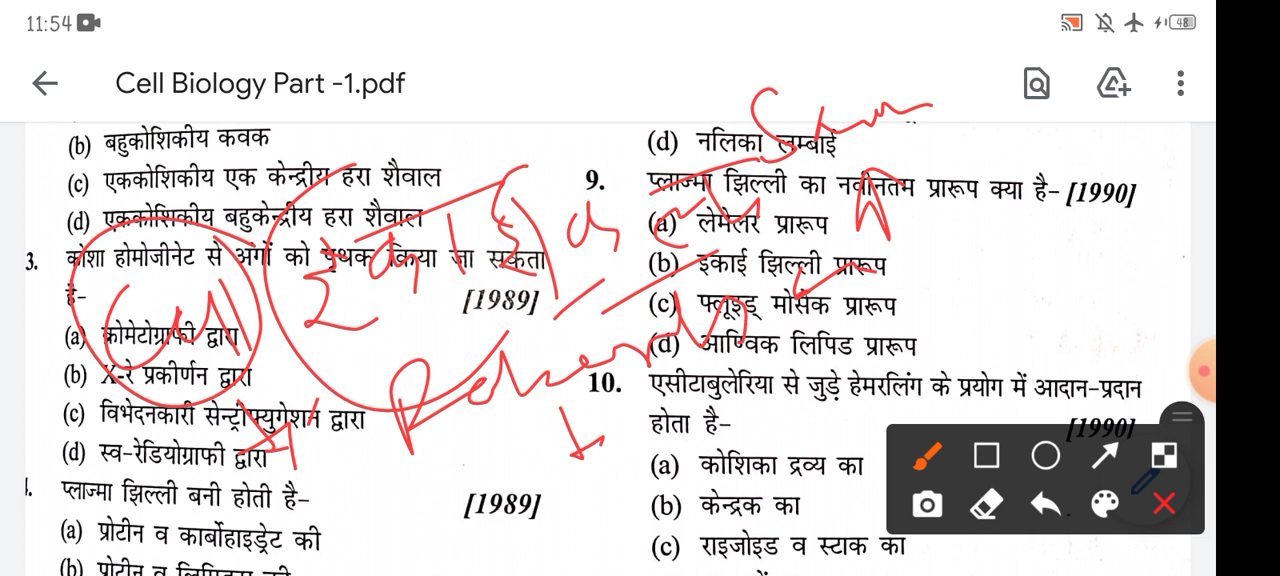 11:54
48
Cell Biology Part -1.pdf
(b) बहुकोशिकीय कवक
(c) एककोशिकीय एक केन्द्रीय हरा शैवाल
(d) एककोशिकीय बहुकेन्द्रीय हरा शैवाल
3. कोशा होमोजीनेट से अंगों को पृथक किया जा सकता
है- [1989]
(a) क्रोमेटोग्राफी द्वारा
(b) X-रे प्रकीर्णन द्वारा
(c) विभेदनकारी सेन्ट्रीफ्युगेशन द्वारा
(d) स्व-रेडियोग्राफी द्वारा
प्लाज्मा झिल्ली बनी होती है- [1989]
(a) प्रोटीन व कार्बोहाइड्रेट की
(b) प्रोटीन व लिपिड्स की
(d) नलिका लम्बाई
9. प्लाज्मा झिल्ली का नवीनतम प्रारूप क्या है- [1990]
(a) लेमेलर प्रारूप
(b) इकाई झिल्ली प्रारूप
(c) फ्लूइड् मोसेक प्रारूप
(d) आण्विक लिपिड प्रारूप
10. एसीटाबुलेरिया से जुड़े हेमरलिंग के प्रयोग में आदान-प्रदान
होता है- [1990]
(a) कोशिका द्रव्य का
(b) केन्द्रक का
(c) राइजोइड व स्टाक का